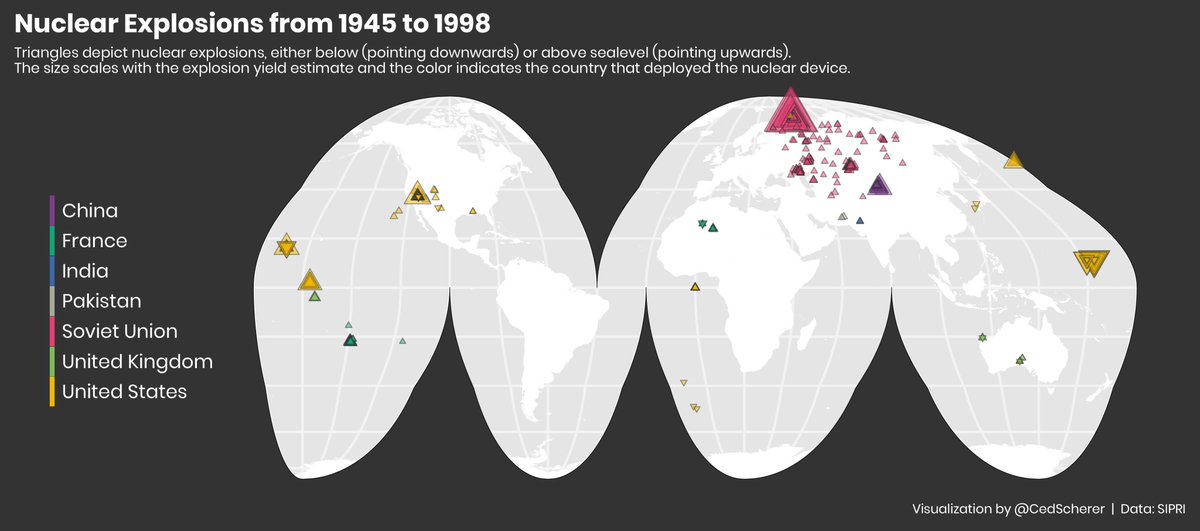 Nuclear Explosions from 1945 to 1998
Triangles depict nuclear explosions, either below (pointing downwards) or above sealevel (pointing upwards).
The size scales with the explosion yield estimate and the color indicates the country that deployed the nuclear device.
China
France
India
Pakistan
Soviet Union
United Kingdom
United States
Visualization by @CedScherer | Data: SIPRI